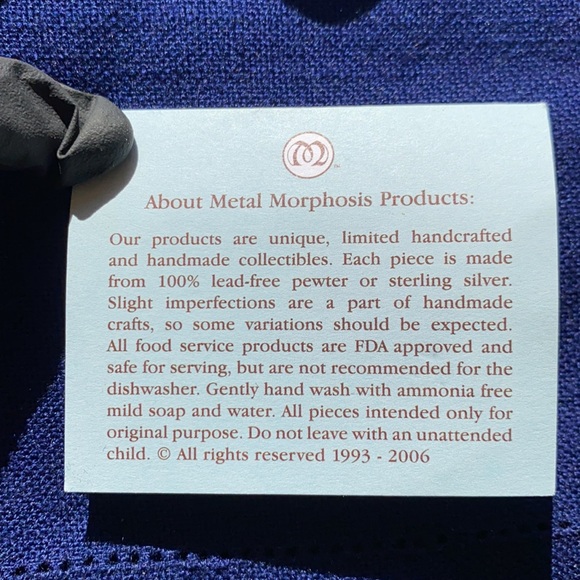 About Metal Morphosis Products:
Our products are unique, limited handcrafted
and handmade collectibles. Each piece is made
from 100% lead-free pewter or sterling silver.
Slight imperfections are a part of handmade
crafts, so some variations should be expected.
All food service products are FDA approved and
safe for serving, but are not recommended for the
dishwasher. Gently hand wash with ammonia free
mild soap and water. All pieces intended only for
original purpose. Do not leave with an unattended
child. © All rights reserved 1993 - 2006